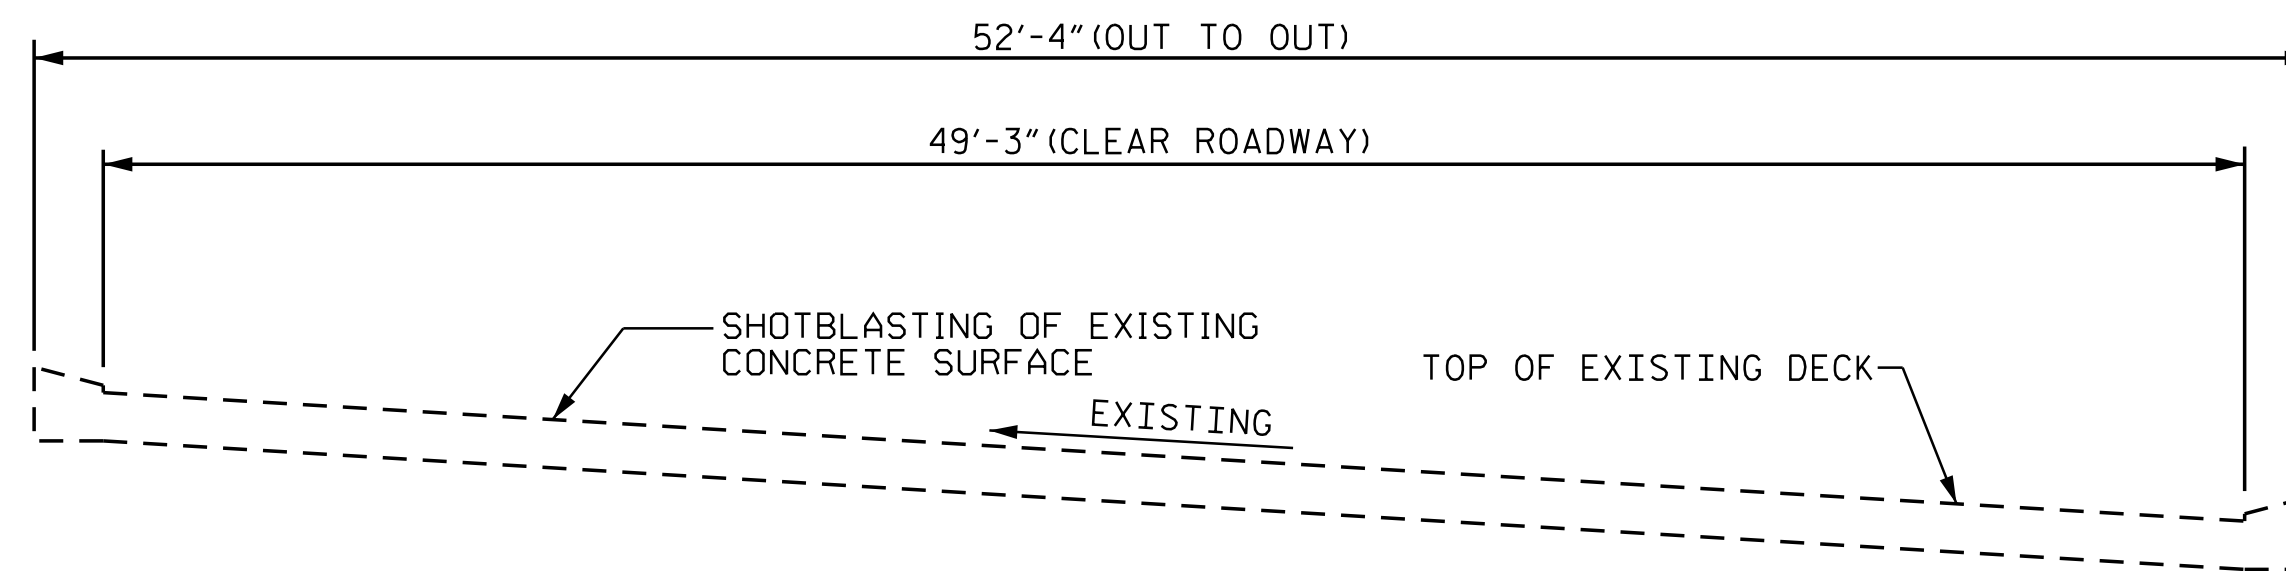 52'-4"(OUT TO OUT)
49'-3"(CLEAR ROADWAY)
SHOTBLASTING OF EXISTING
CONCRETE SURFACE
TOP OF EXISTING DECK
EXISTING